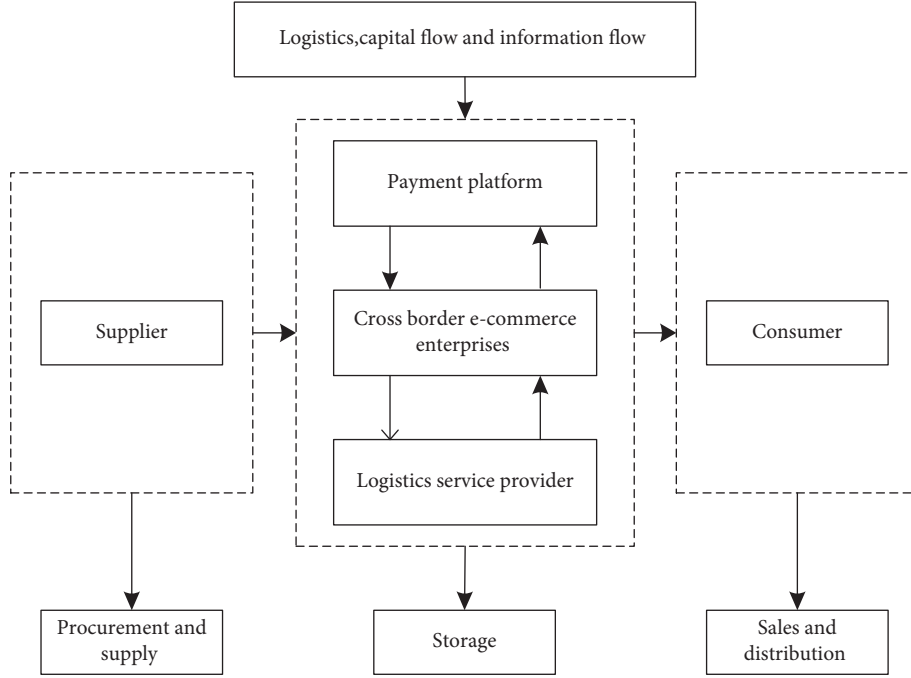 Logistics,capital flow and information flow
Payment platform
Supplier
Cross border e-commerce
enterprises
Consumer
Logistics service provider
Procurement and
supply
Storage
Sales and
distribution